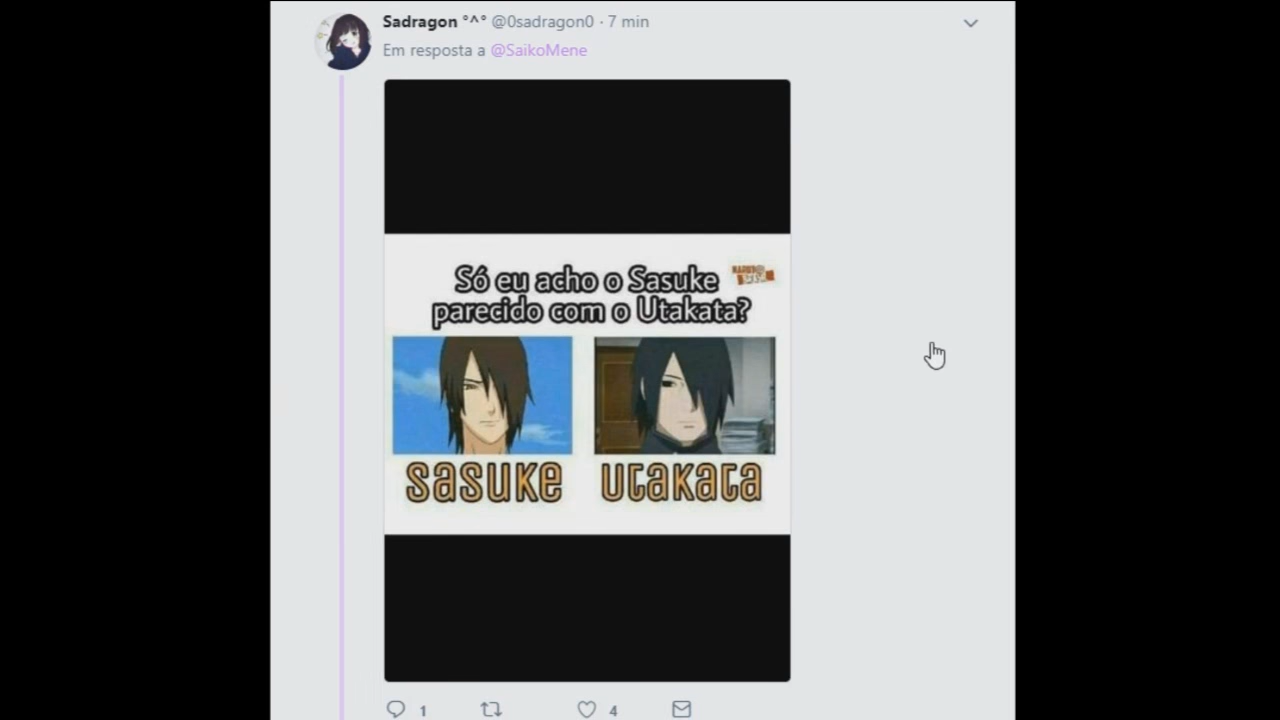 Sadragon °^° @0sadragon0 · 7 min
Em resposta a @SaikoMene
Só eu acho o Sasuke
parecido com o Utakata?
SASUKE UTAKATA
1 4